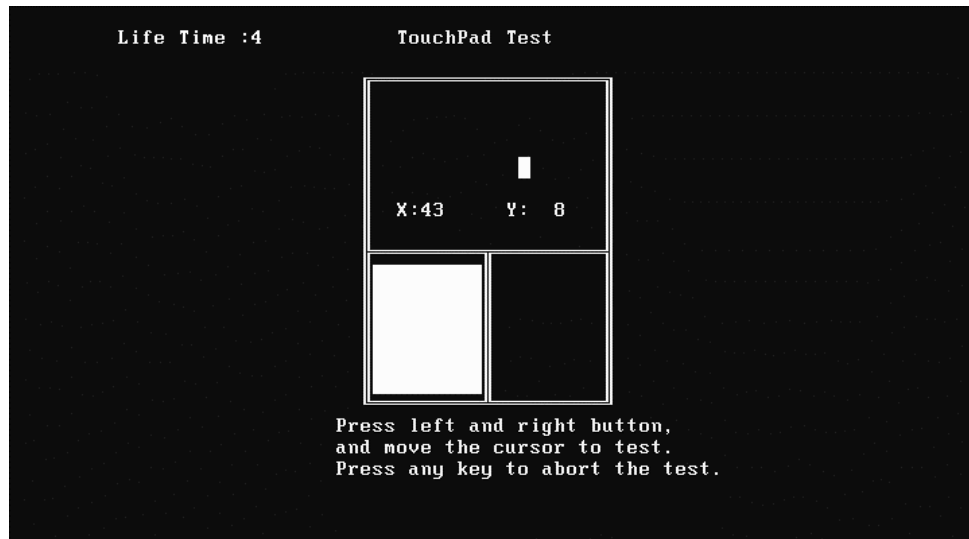 Life Time :4 TouchPad Test
X:43 Y: 8
Press left and right button,
and move the cursor to test.
Press any key to abort the test.